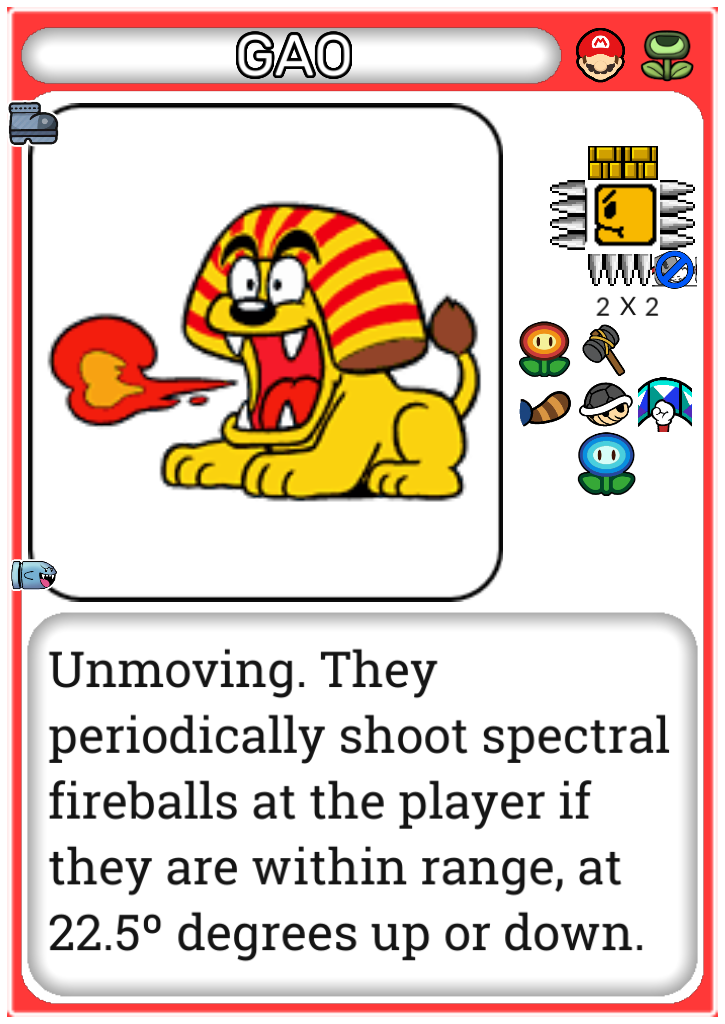 GAO
2 X 2
Unmoving. They
periodically shoot spectral
fireballs at the player if
they are within range, at
22.5º degrees up or down.